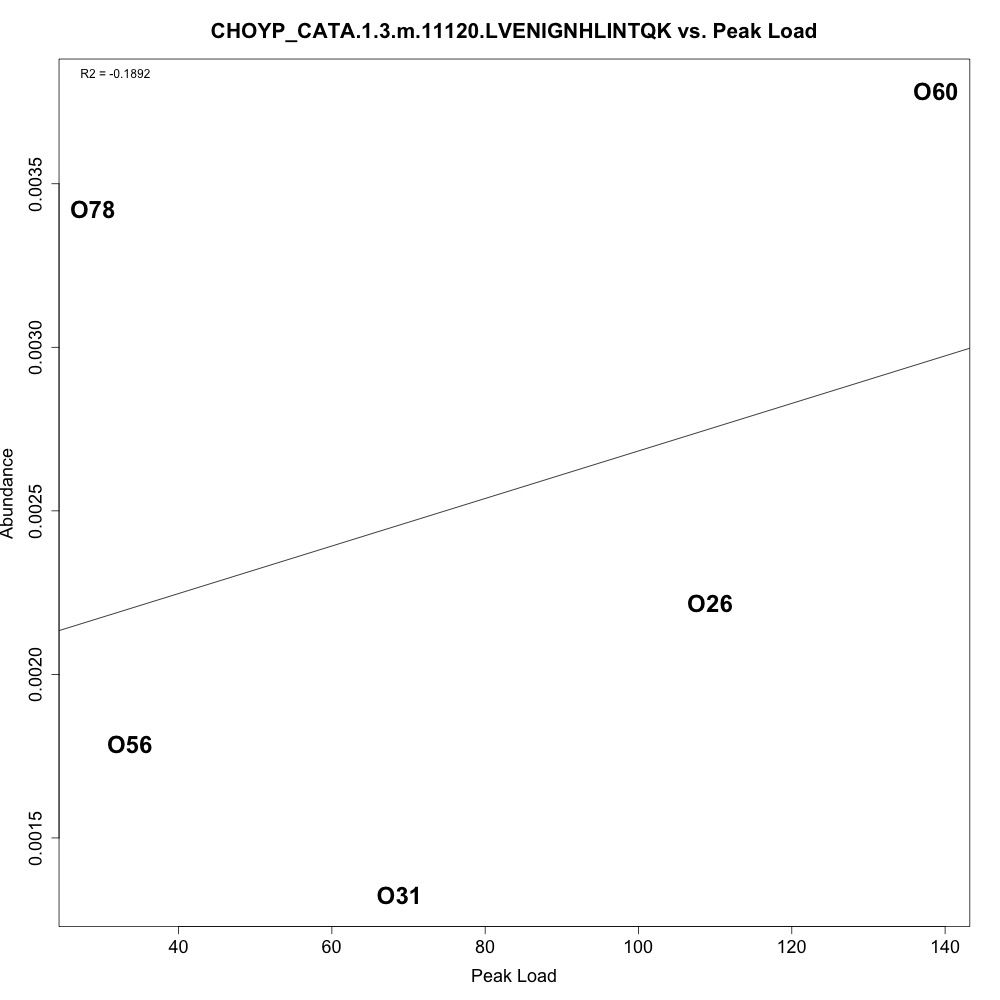 CHOYP_CATA.1.3.m.11120.LVENIGNHLINTQK vs. Peak Load
R2 = -0.1892
O60
0.0035
O78
0.0030
Abundance
0.0025
O26
0.0020
O56
0.0015
O31
40 60 80 100 120 140
Peak Load